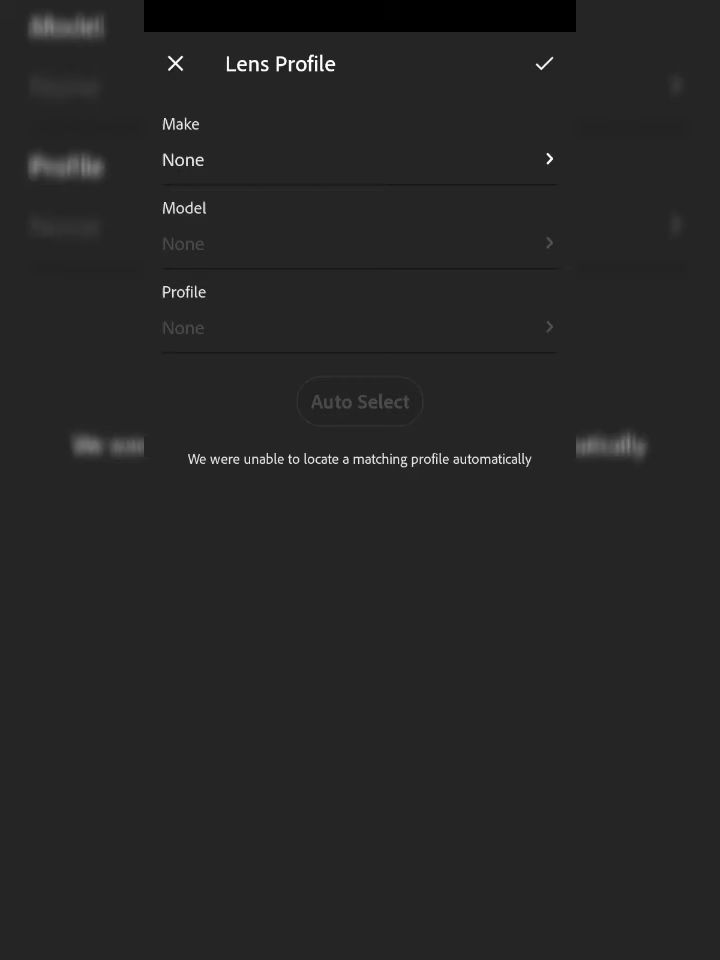 Lens Profile
Make
None
Model
None
Profile
None
Auto Select
We were unable to locate a matching profile automatically